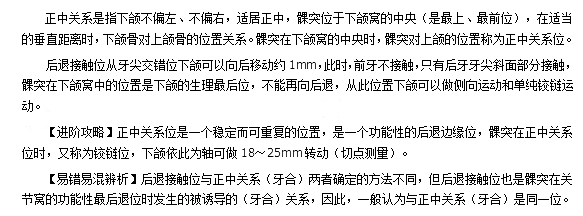 正中关系是指下颌不偏左、不偏右，适居正中，髁突位于下颌窝的中央（是最上、最前位），在适当
的垂直距离时，下颌骨对上颌骨的位置关系。髁突在下颌窝的中央时，髁突对上颌的位置称为正中关系位。
后退接触位从牙尖交错位下颌可以向后移动约 1mm，此时，前牙不接触，只有后牙牙尖斜面部分接触，
髁突在下颌窝中的位置是下颌的生理最后位，不能再向后退，从此位置下颌可以做侧向运动和单纯铰链运
动。
【进阶攻略】正中关系位是一个稳定而可重复的位置，是一个功能性的后退边缘位，髁突在正中关系
位时，又称为铰链位，下颌依此为轴可做 18～25mm 转动（切点测量）。
【易错易混辨析】后退接触位与正中关系（牙合）两者确定的方法不同，但后退接触位也是髁突在关
节窝的功能性最后退位时发生的被诱导的（牙合）关系，因此，一般认为与正中关系（牙合）是同一位。